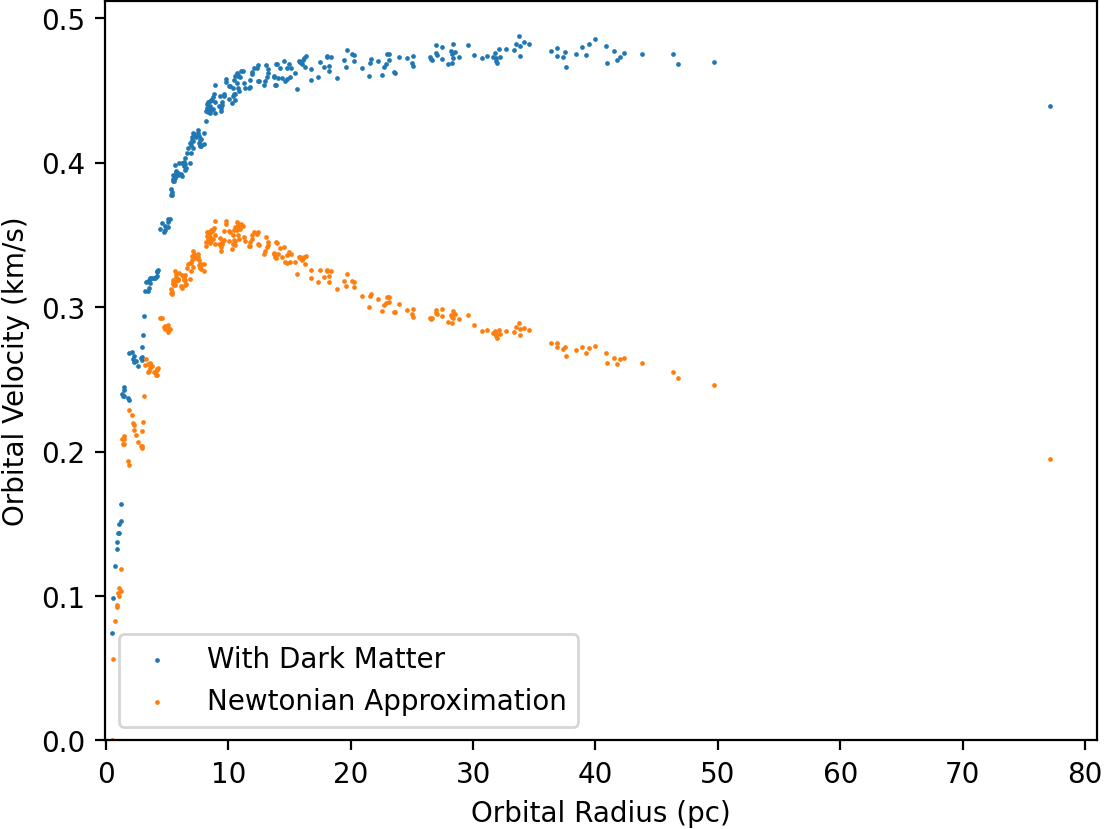 0.5
0.4
0.3
0.2
0.1
0.0
Orbital Velocity (km/s)
With Dark Matter
Newtonian Approximation
0 10 20 30 40 50 60 70 80
Orbital Radius (pc)